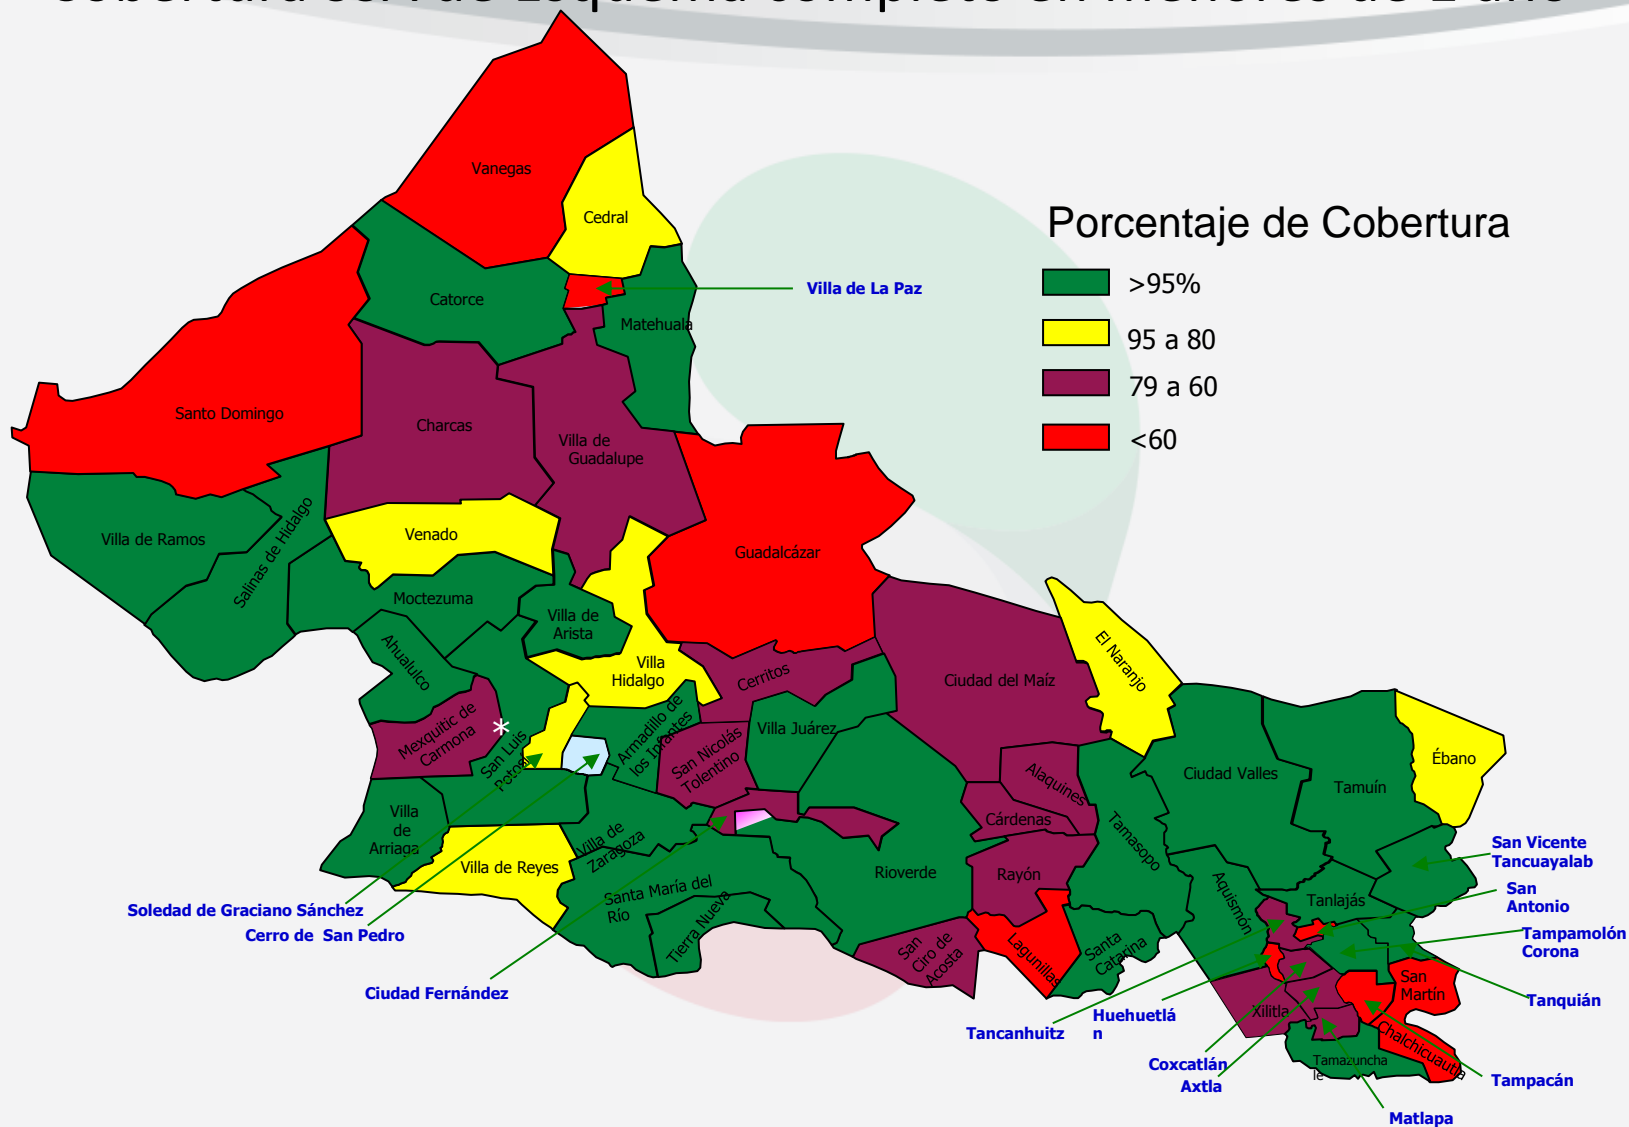 Vanegas
Cedral
Porcentaje de Cobertura
>95%
95 a 80
79 a 60
<60
Villa de La Paz
Catorce
Matehuala
Santo Domingo
Charcas
Villa de
Guadalupe
Villa de Ramos
Salinas de Hidalgo
Venado
Guadalcázar
Moctezuma
Villa de
Arista
Ahualulco
Villa
Hidalgo
Cerritos
Ciudad del Maíz
El Naranjo
Mexquitic de
Carmona
*
San Luis
Potosí
Armadillo de
los Infantes
San Nicolás
Tolentino
Villa Juárez
Alaquines
Cárdenas
Tamasopo
Ciudad Valles
Tamuín
Ébano
Villa
de
Arriaga
Villa de Reyes
Villa de
Zaragoza
Santa María del
Río
Tierra Nueva
Rioverde
Rayón
San
Ciro de
Acosta
Lagunillas
Santa
Catarina
Aquismón
Tanlajás
San Vicente
Tancuayalab
San
Antonio
Tampamolón
Corona
Tanquián
San
Martín
Xilitla
Chalchicuautla
Tamazuncha
le
Soledad de Graciano Sánchez
Cerro de San Pedro
Ciudad Fernández
Tancanhuitz
Huehuetlá
n
Coxcatlán
Axtla
Tampacán
Matlapa